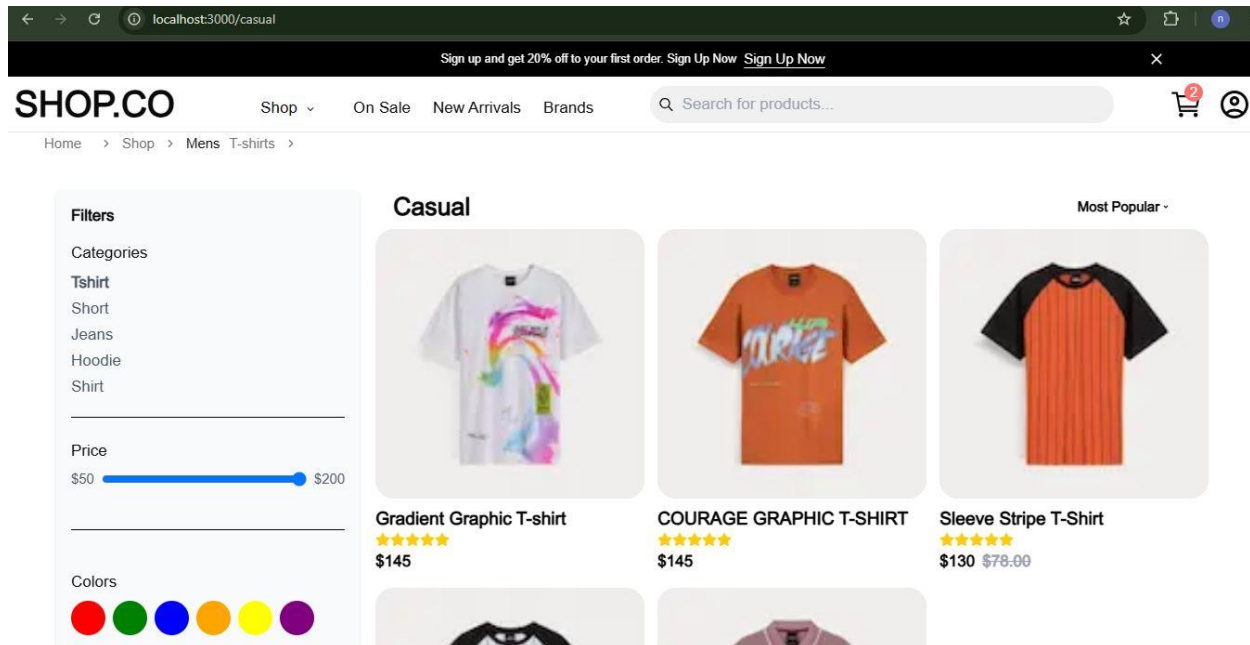 localhost:3000/casual
n
Sign up and get 20% off to your first order. Sign Up Now Sign Up Now
SHOP.CO
Shop
On Sale
New Arrivals
Brands
Search for products...
2
Home > Shop > Mens T-shirts >
Filters
Categories
Tshirt
Short
Jeans
Hoodie
Shirt
Price
$50
$200
Colors
Casual
Most Popular
COURAGE
Gradient Graphic T-shirt
$145
COURAGE GRAPHIC T-SHIRT
$145
Sleeve Stripe T-Shirt
$130 $78.00